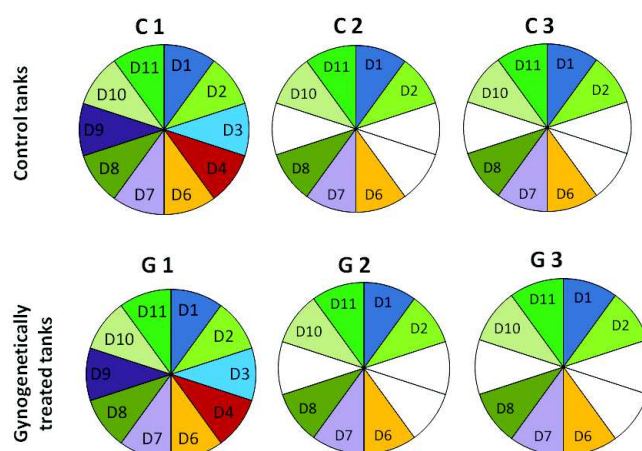 C 1
C 2
C 3
Control tanks
D11
D1
D10
D2
D9
D3
D8
D4
D7
D6
D11
D1
D10
D2
D8
D7
D6
D11
D1
D10
D2
D8
D7
D6
G 1
G 2
G 3
Gynogenetically
treated tanks
D11
D1
D10
D2
D9
D3
D8
D4
D7
D6
D11
D1
D10
D2
D8
D7
D6
D11
D1
D10
D2
D8
D7
D6